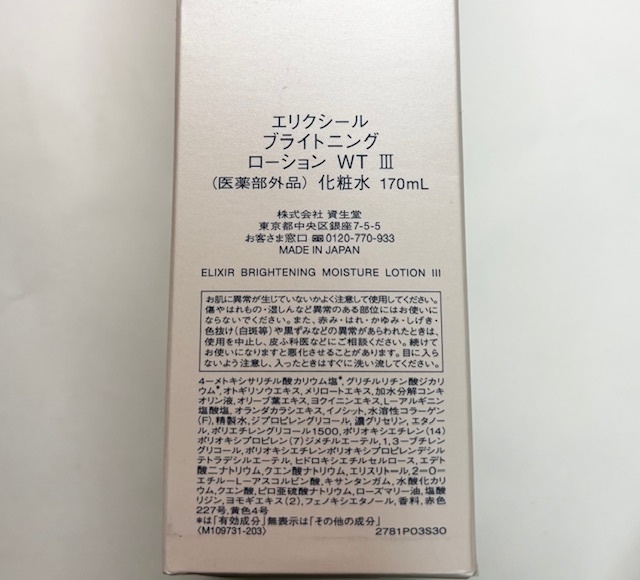 エリクシール
ブライトニング
ローション WT Ⅲ
（医薬部外品）化粧水 170mL
株式会社 資生堂
東京都中央区銀座7-5-5
お客さま窓口 0120-770-933
MADE IN JAPAN
ELIXIR BRIGHTENING MOISTURE LOTION III
お肌に異常が生じていないかよく注意して使用してください。
傷やはれもの・湿しんなど異常のある部位にはお使いに
ならないでください。また、赤み・はれ・かゆみ・しげき・
色抜け(白斑等)や黒ずみなどの異常があらわれたときは、
使用を中止し、皮ふ科医などにご相談ください。続けて
お使いになりますと悪化させることがあります。目に入らな
いよう注意し、入ったときはすぐに洗い流してください。
4ーメトキシサリチル酸カリウム塩*,グリチルリチン酸ジカリ
ウム*,オトギリソウエキス,メリロートエキス,加水分解コンキ
オリン液,オリーブ葉エキス,ヨクイニンエキス,Lーアルギニン
塩酸塩,オランダカラシエキス,イノシット,水溶性コラーゲン
(F),精製水,ジプロピレングリコール,濃グリセリン,エタノー
ル,ポリエチレングリコール1500,ポリオキシエチレン(14)
ポリオキシプロピレン(7)ジメチルエーテル,1,3ーブチレン
グリコール,ポリオキシエチレンポリオキシプロピレンデシル
テトラデシルエーテル,ヒドロキシエチルセルロース,エデト
酸二ナトリウム,クエン酸ナトリウム,エリスリトール,2ーOー
エチルーLーアスコルビン酸,キサンタンガム,水酸化カリ
ウム,クエン酸,ピロ亜硫酸ナトリウム,ローズマリー油,塩酸
リジン,ヨモギエキス(2),フェノキシエタノール,香料,赤色
227号,黄色4号
*は「有効成分」無表示は「その他の成分」
〈M109731-203〉 2781P03S30